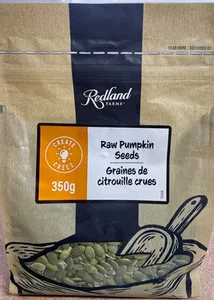 Redland
FARMS
CREATE
CRÉEZ
350g
Raw Pumpkin
Seeds
Graines de
citrouille crues